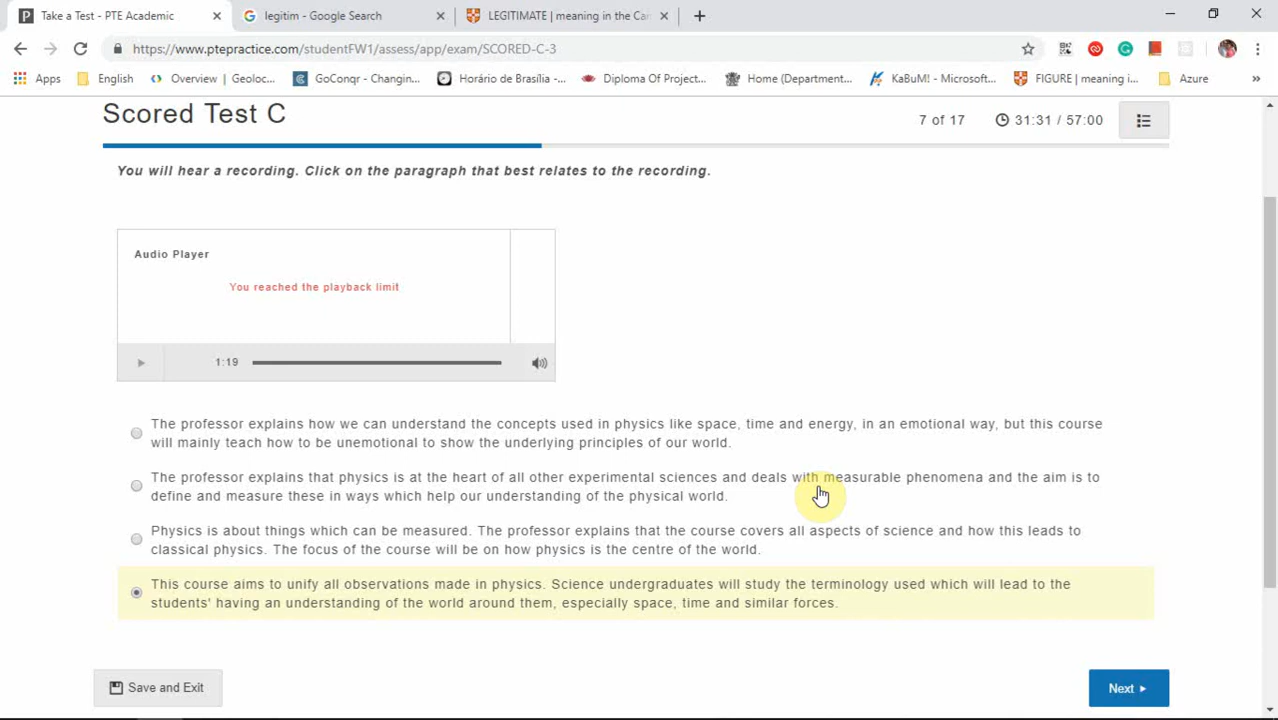 Take a Test - PTE Academic
legitim - Google Search
LEGITIMATE | meaning in the Ca
https://www.ptepractice.com/studentFW1/assess/app/exam/SCORED-C-3
Apps
English
Overview | Geoloc...
GoConqr - Changin...
Horário de Brasília -...
Diploma Of Project...
Home (Department...
KaBuM! - Microsoft...
FIGURE | meaning i...
Azure
»
Scored Test C
7 of 17
31:31 / 57:00
You will hear a recording. Click on the paragraph that best relates to the recording.
Audio Player
You reached the playback limit
1:19
The professor explains how we can understand the concepts used in physics like space, time and energy, in an emotional way, but this course
will mainly teach how to be unemotional to show the underlying principles of our world.
The professor explains that physics is at the heart of all other experimental sciences and deals with measurable phenomena and the aim is to
define and measure these in ways which help our understanding of the physical world.
Physics is about things which can be measured. The professor explains that the course covers all aspects of science and how this leads to
classical physics. The focus of the course will be on how physics is the centre of the world.
This course aims to unify all observations made in physics. Science undergraduates will study the terminology used which will lead to the
students' having an understanding of the world around them, especially space, time and similar forces.
Save and Exit
Next